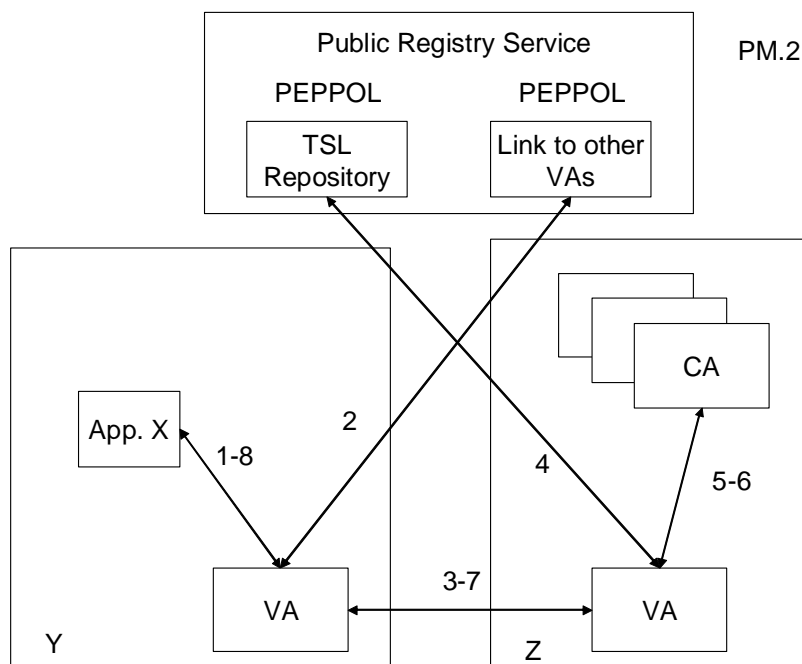 Public Registry Service
PM.2
PEPPOL
PEPPOL
TSL
Repository
Link to other
VAs
CA
App. X
1-8
2
4
5-6
3-7
VA
VA
Y
Z